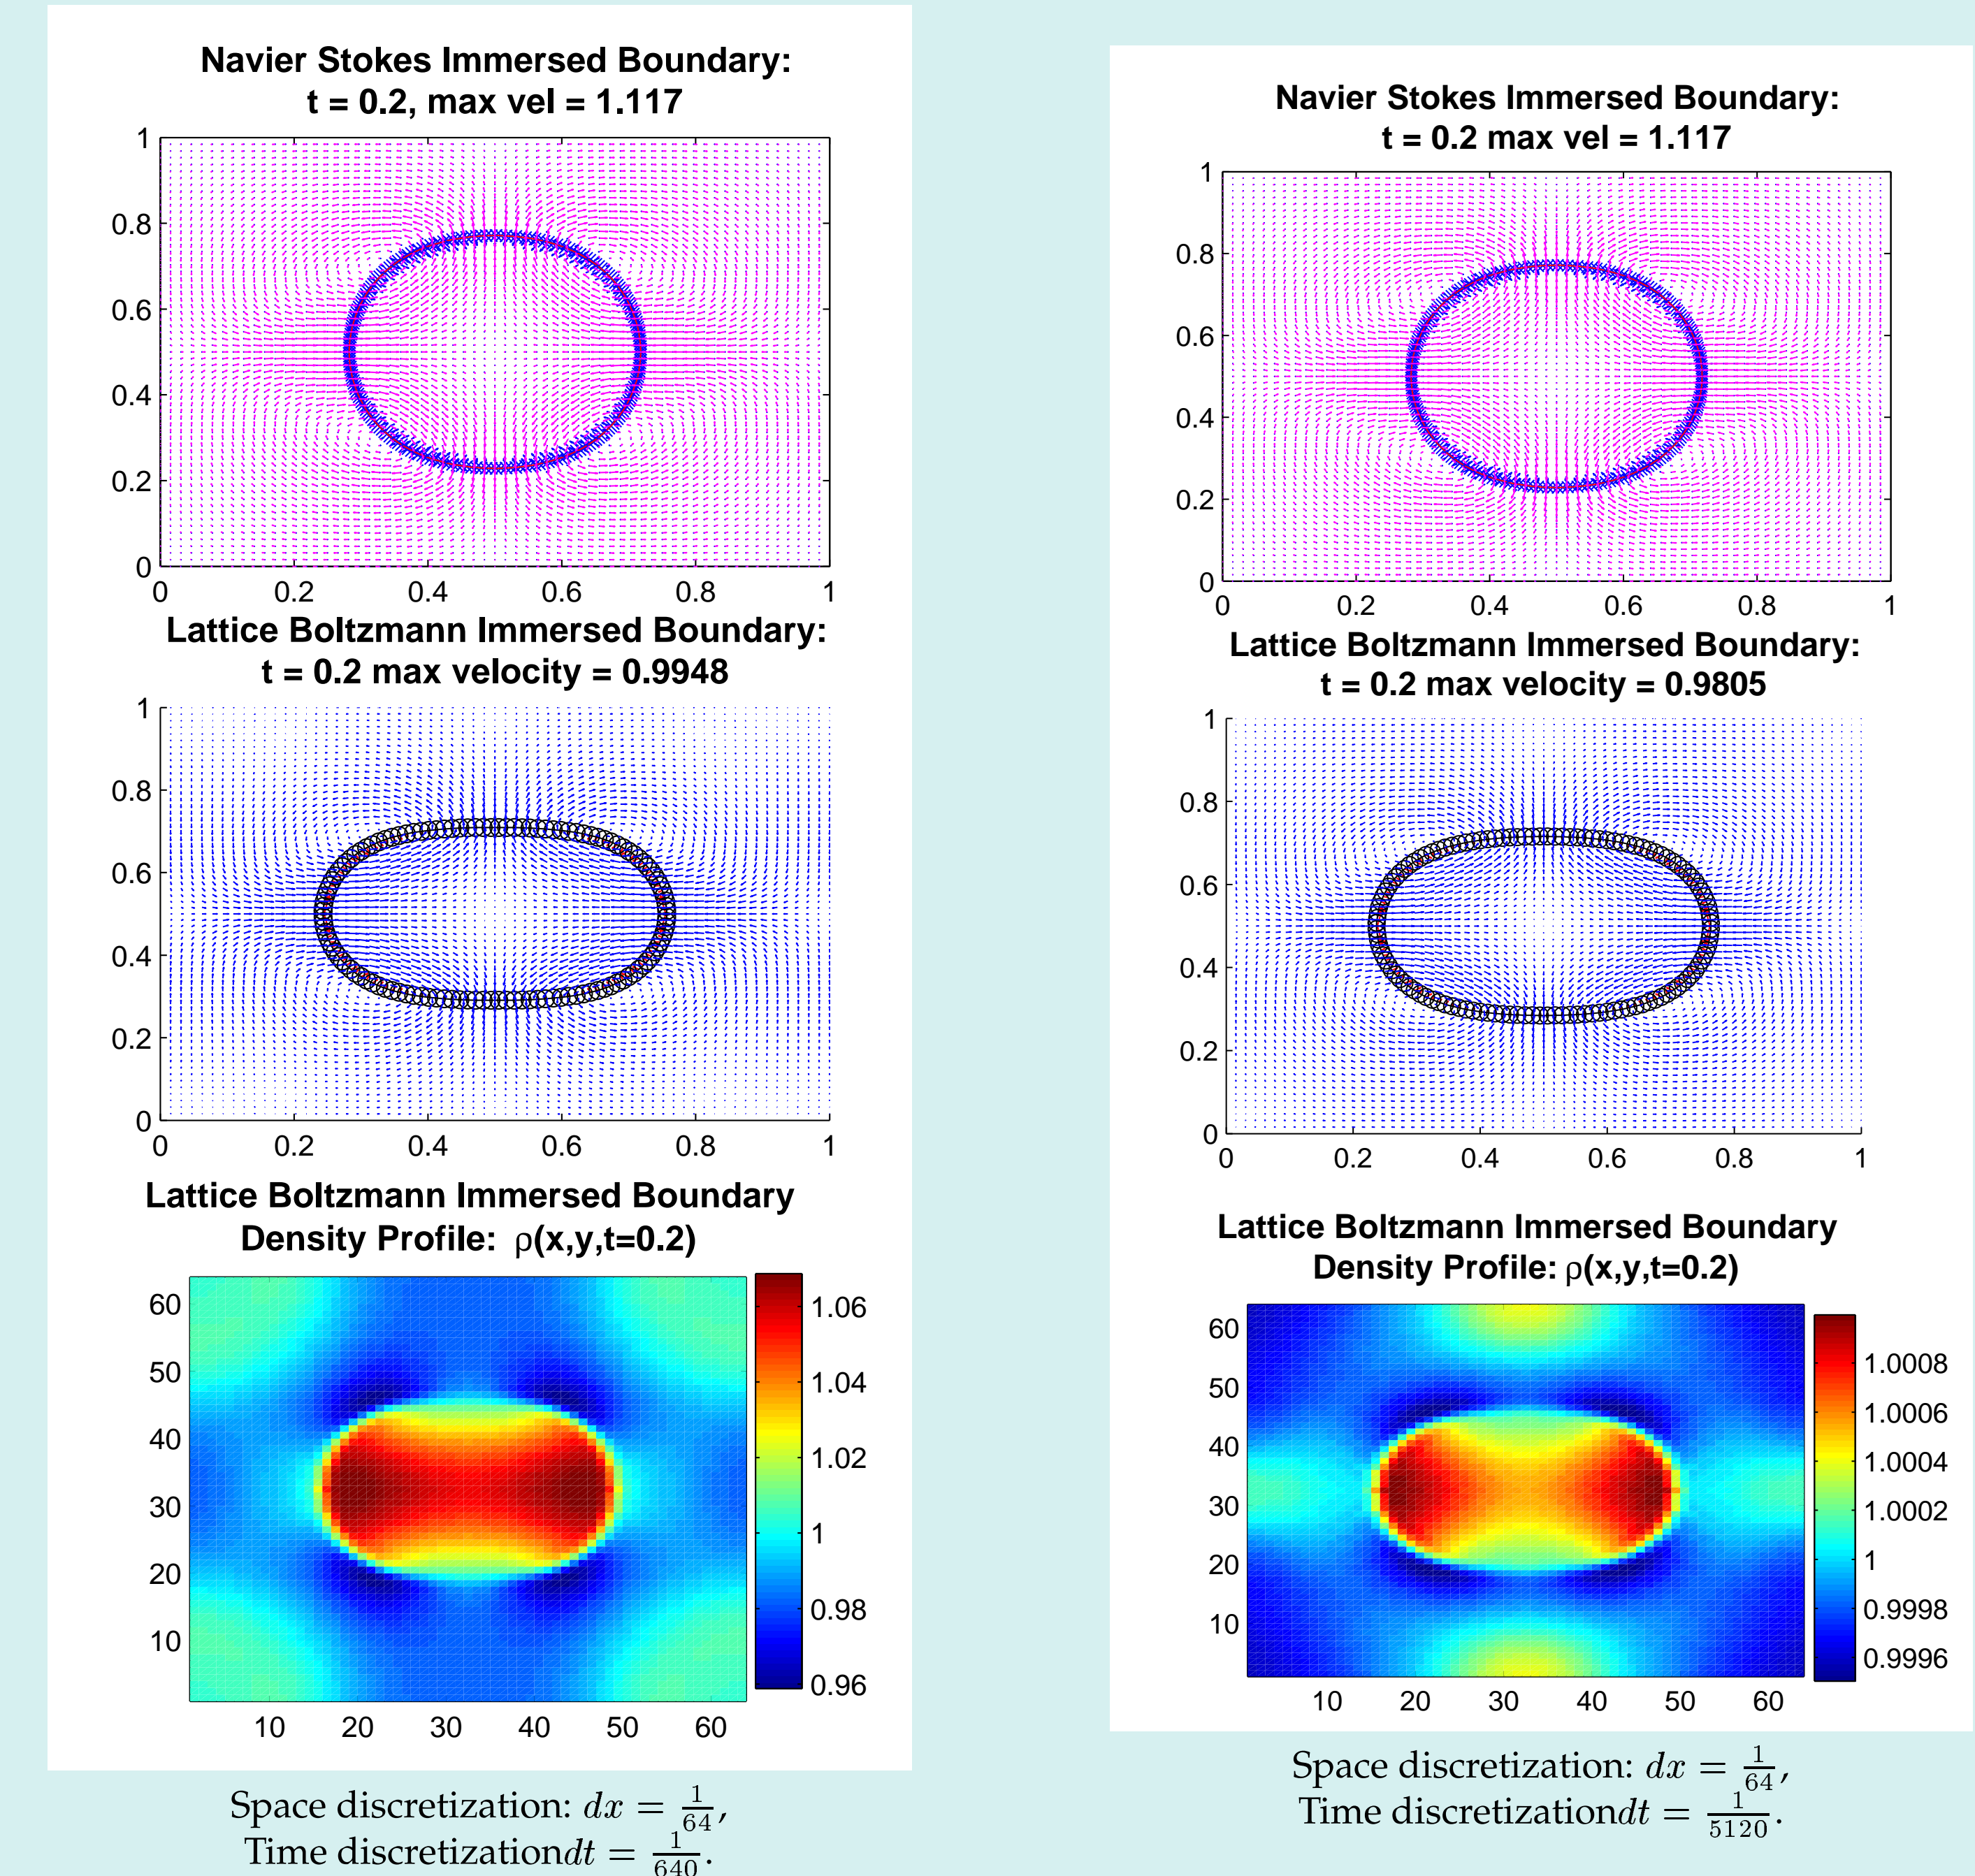 Navier Stokes Immersed Boundary:
t = 0.2, max vel = 1.117
1
0.8
0.6
0.4
0.2
0
0 0.2 0.4 0.6 0.8 1
Lattice Boltzmann Immersed Boundary:
t = 0.2 max velocity = 0.9948
1
0.8
0.6
0.4
0.2
0
0 0.2 0.4 0.6 0.8 1
Lattice Boltzmann Immersed Boundary
Density Profile: ρ(x,y,t=0.2)
60
50
40
30
20
10
10 20 30 40 50 60
1.06
1.04
1.02
1
0.98
0.96
Space discretization: dx = 1/64,
Time discretizationdt = 1/640.
Navier Stokes Immersed Boundary:
t = 0.2 max vel = 1.117
1
0.8
0.6
0.4
0.2
0
0 0.2 0.4 0.6 0.8 1
Lattice Boltzmann Immersed Boundary:
t = 0.2 max velocity = 0.9805
1
0.8
0.6
0.4
0.2
0
0 0.2 0.4 0.6 0.8 1
Lattice Boltzmann Immersed Boundary
Density Profile: ρ(x,y,t=0.2)
60
50
40
30
20
10
10 20 30 40 50 60
1.0008
1.0006
1.0004
1.0002
1
0.9998
0.9996
Space discretization: dx = 1/64,
Time discretizationdt = 1/5120.